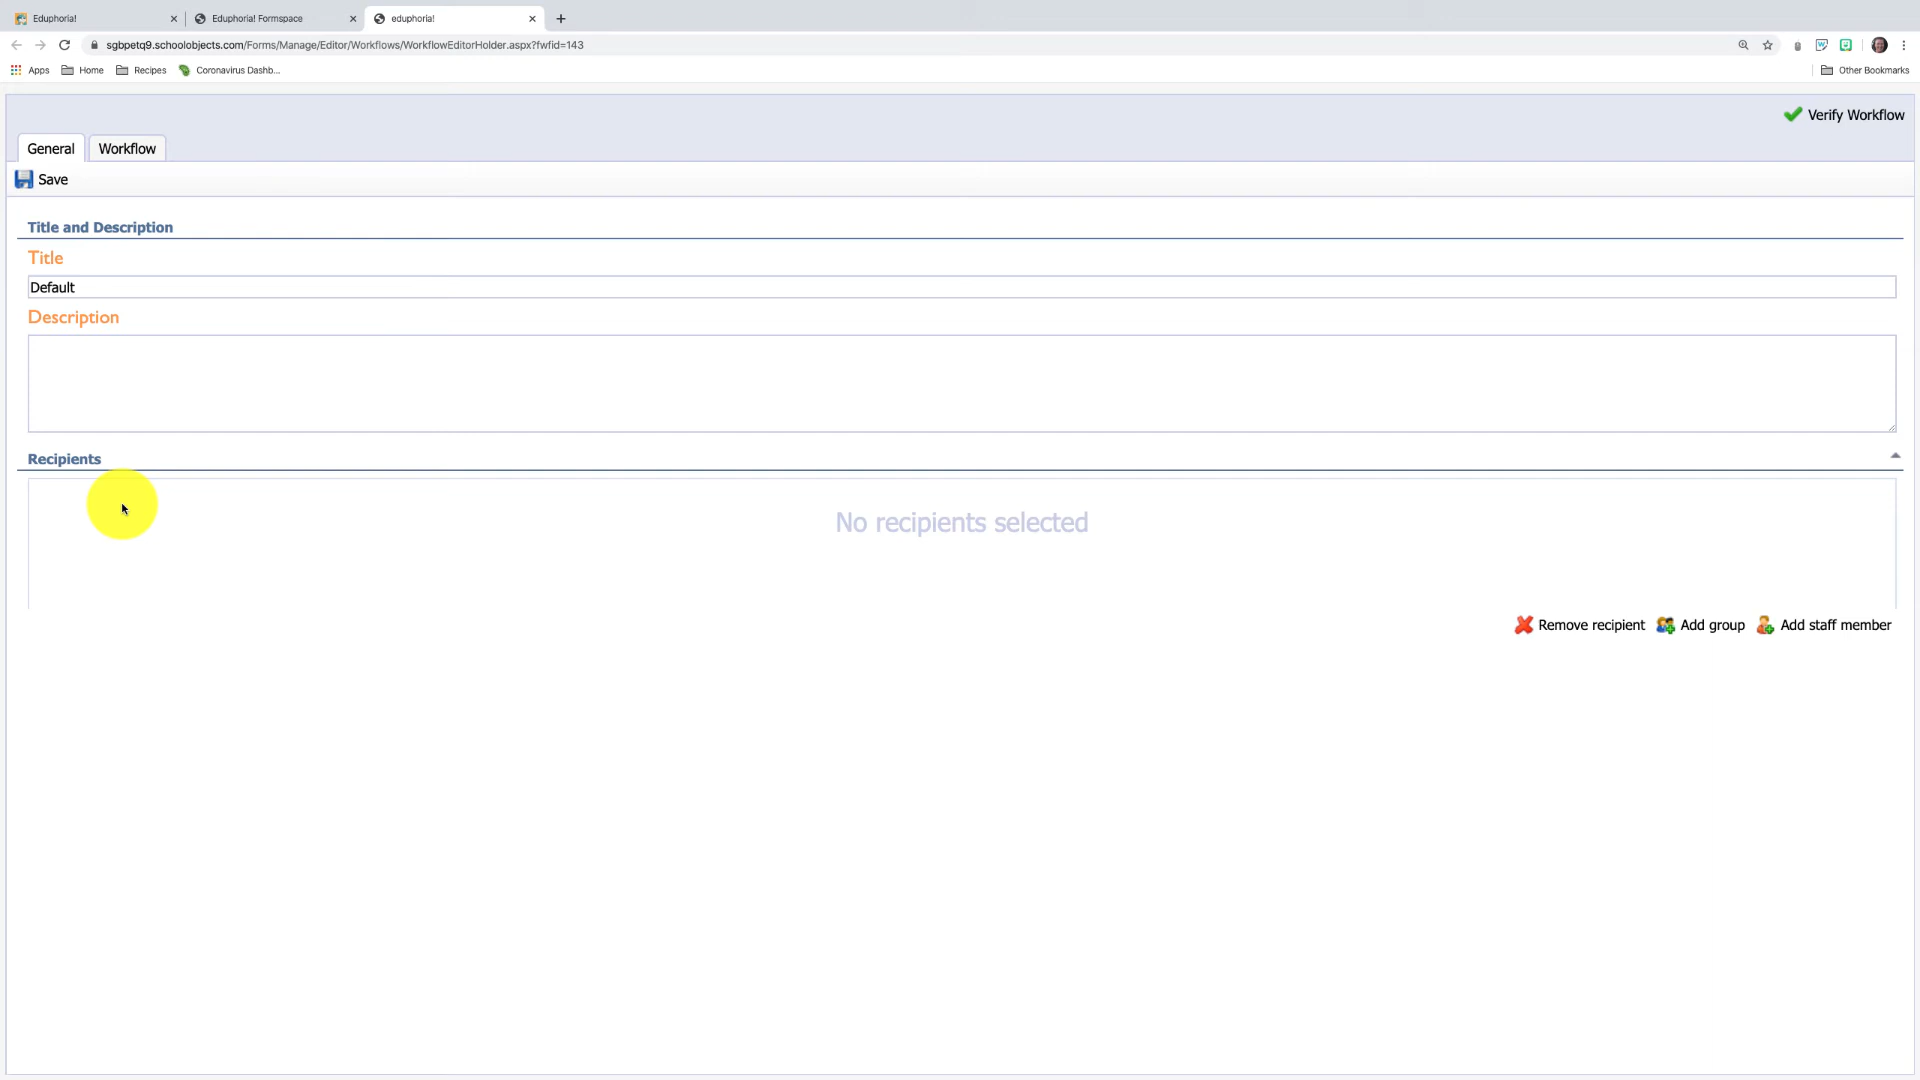 Eduphoria! Eduphoria! Formspace eduphoria!
sgbpetq9.schoolobjects.com/Forms/Manage/Editor/Workflows/WorkflowEditorHolder.aspx?fwfid=143
Apps Home Recipes Coronavirus Dashb... Other Bookmarks
Verify Workflow
General Workflow
Save
Title and Description
Title
Default
Description
Recipients
No recipients selected
Remove recipient Add group Add staff member